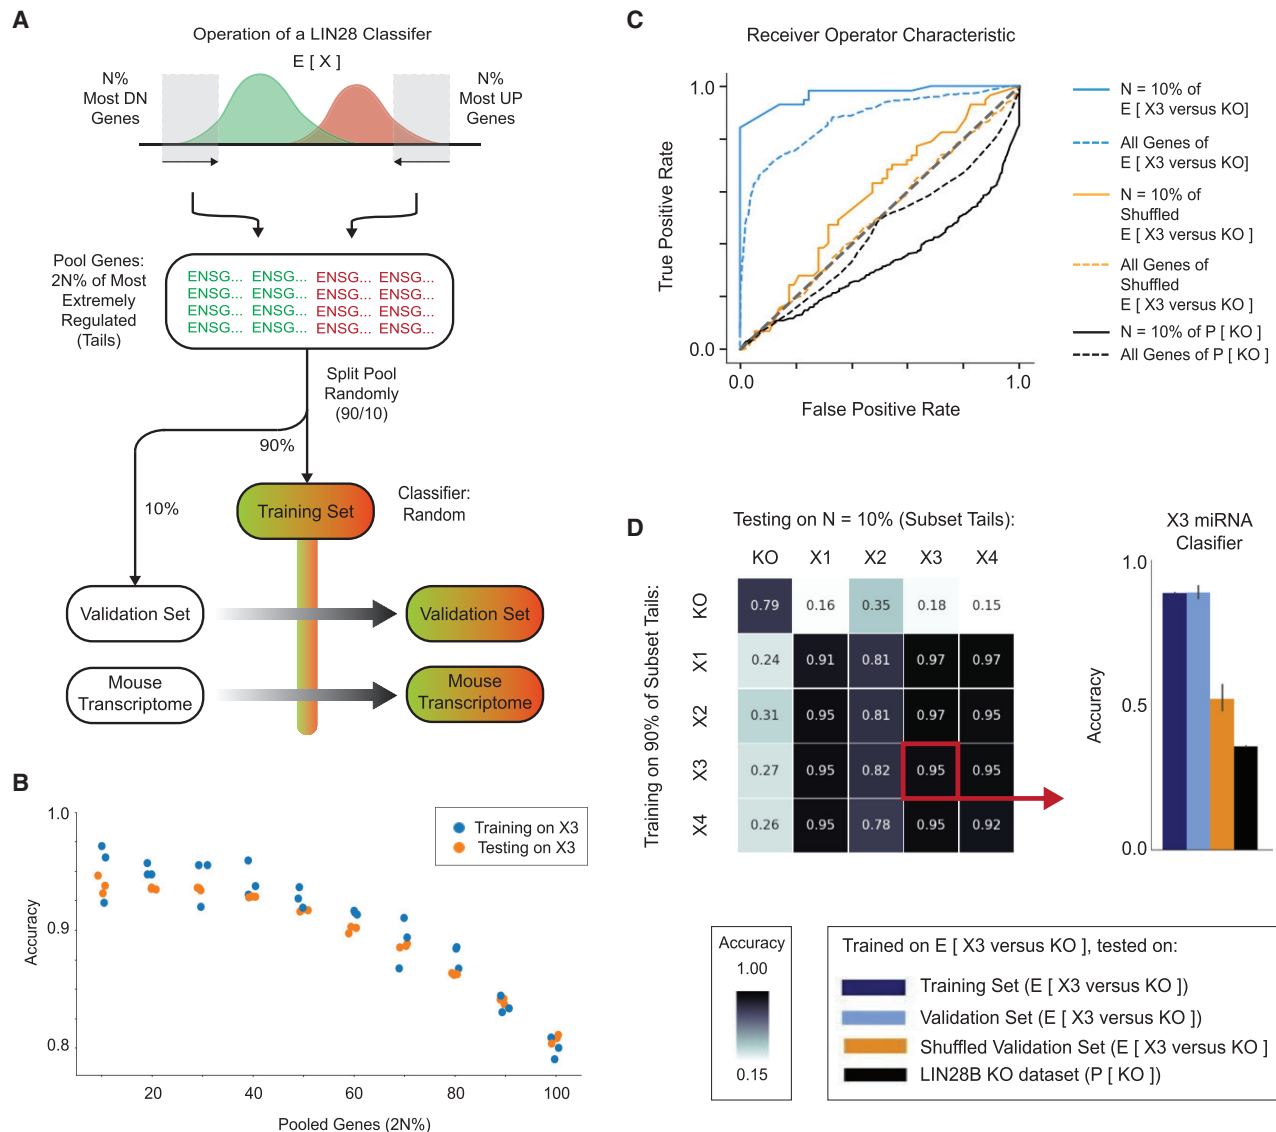 A
Operation of a LIN28 Classifer
E [ X ]
N%
Most DN
Genes
N%
Most UP
Genes
Pool Genes:
2N% of Most
Extremely
Regulated
(Tails)
ENSG... ENSG... ENSG... ENSG...
ENSG... ENSG... ENSG... ENSG...
ENSG... ENSG... ENSG... ENSG...
ENSG... ENSG... ENSG... ENSG...
Split Pool
Randomly
(90/10)
90%
10%
Training Set
Classifier:
Random
Validation Set
Validation Set
Mouse
Transcriptome
Mouse
Transcriptome
B
1.0
0.9
0.8
Accuracy
Training on X3
Testing on X3
20 40 60 80 100
Pooled Genes (2N%)
C
Receiver Operator Characteristic
1.0
0.0
True Positive Rate
0.0 1.0
False Positive Rate
N = 10% of
E [ X3 versus KO]
All Genes of
E [ X3 versus KO]
N = 10% of
Shuffled
E [ X3 versus KO ]
All Genes of
Shuffled
E [ X3 versus KO ]
N = 10% of P [ KO ]
All Genes of P [ KO ]
D
Testing on N = 10% (Subset Tails):
KO X1 X2 X3 X4
Training on 90% of Subset Tails:
KO 0.79 0.16 0.35 0.18 0.15
X1 0.24 0.91 0.81 0.97 0.97
X2 0.31 0.95 0.81 0.97 0.95
X3 0.27 0.95 0.82 0.95 0.95
X4 0.26 0.95 0.78 0.95 0.92
X3 miRNA
Clasifier
1.0
0.5
0.0
Accuracy
Accuracy
1.00
0.15
Trained on E [ X3 versus KO ], tested on:
Training Set (E [ X3 versus KO ])
Validation Set (E [ X3 versus KO ])
Shuffled Validation Set (E [ X3 versus KO ]
LIN28B KO dataset (P [ KO ])